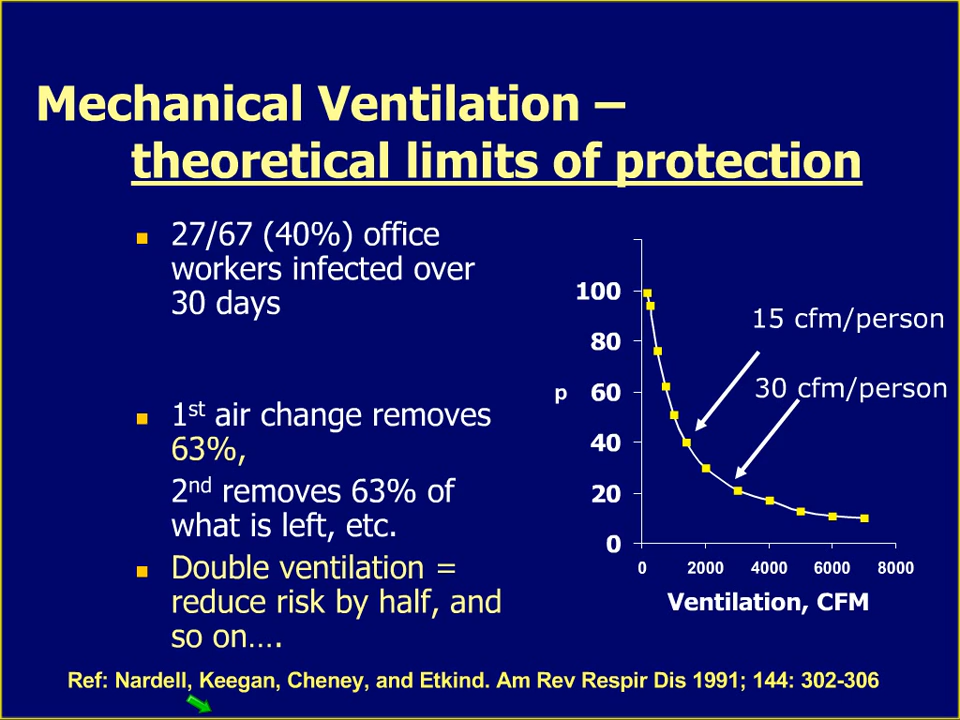 Mechanical Ventilation –
theoretical limits of protection
27/67 (40%) office
workers infected over
30 days
1st air change removes
63%,
2nd removes 63% of
what is left, etc.
Double ventilation =
reduce risk by half, and
so on….
100
80
60
40
20
0
p
0 2000 4000 6000 8000
Ventilation, CFM
15 cfm/person
30 cfm/person
Ref: Nardell, Keegan, Cheney, and Etkind. Am Rev Respir Dis 1991; 144: 302-306